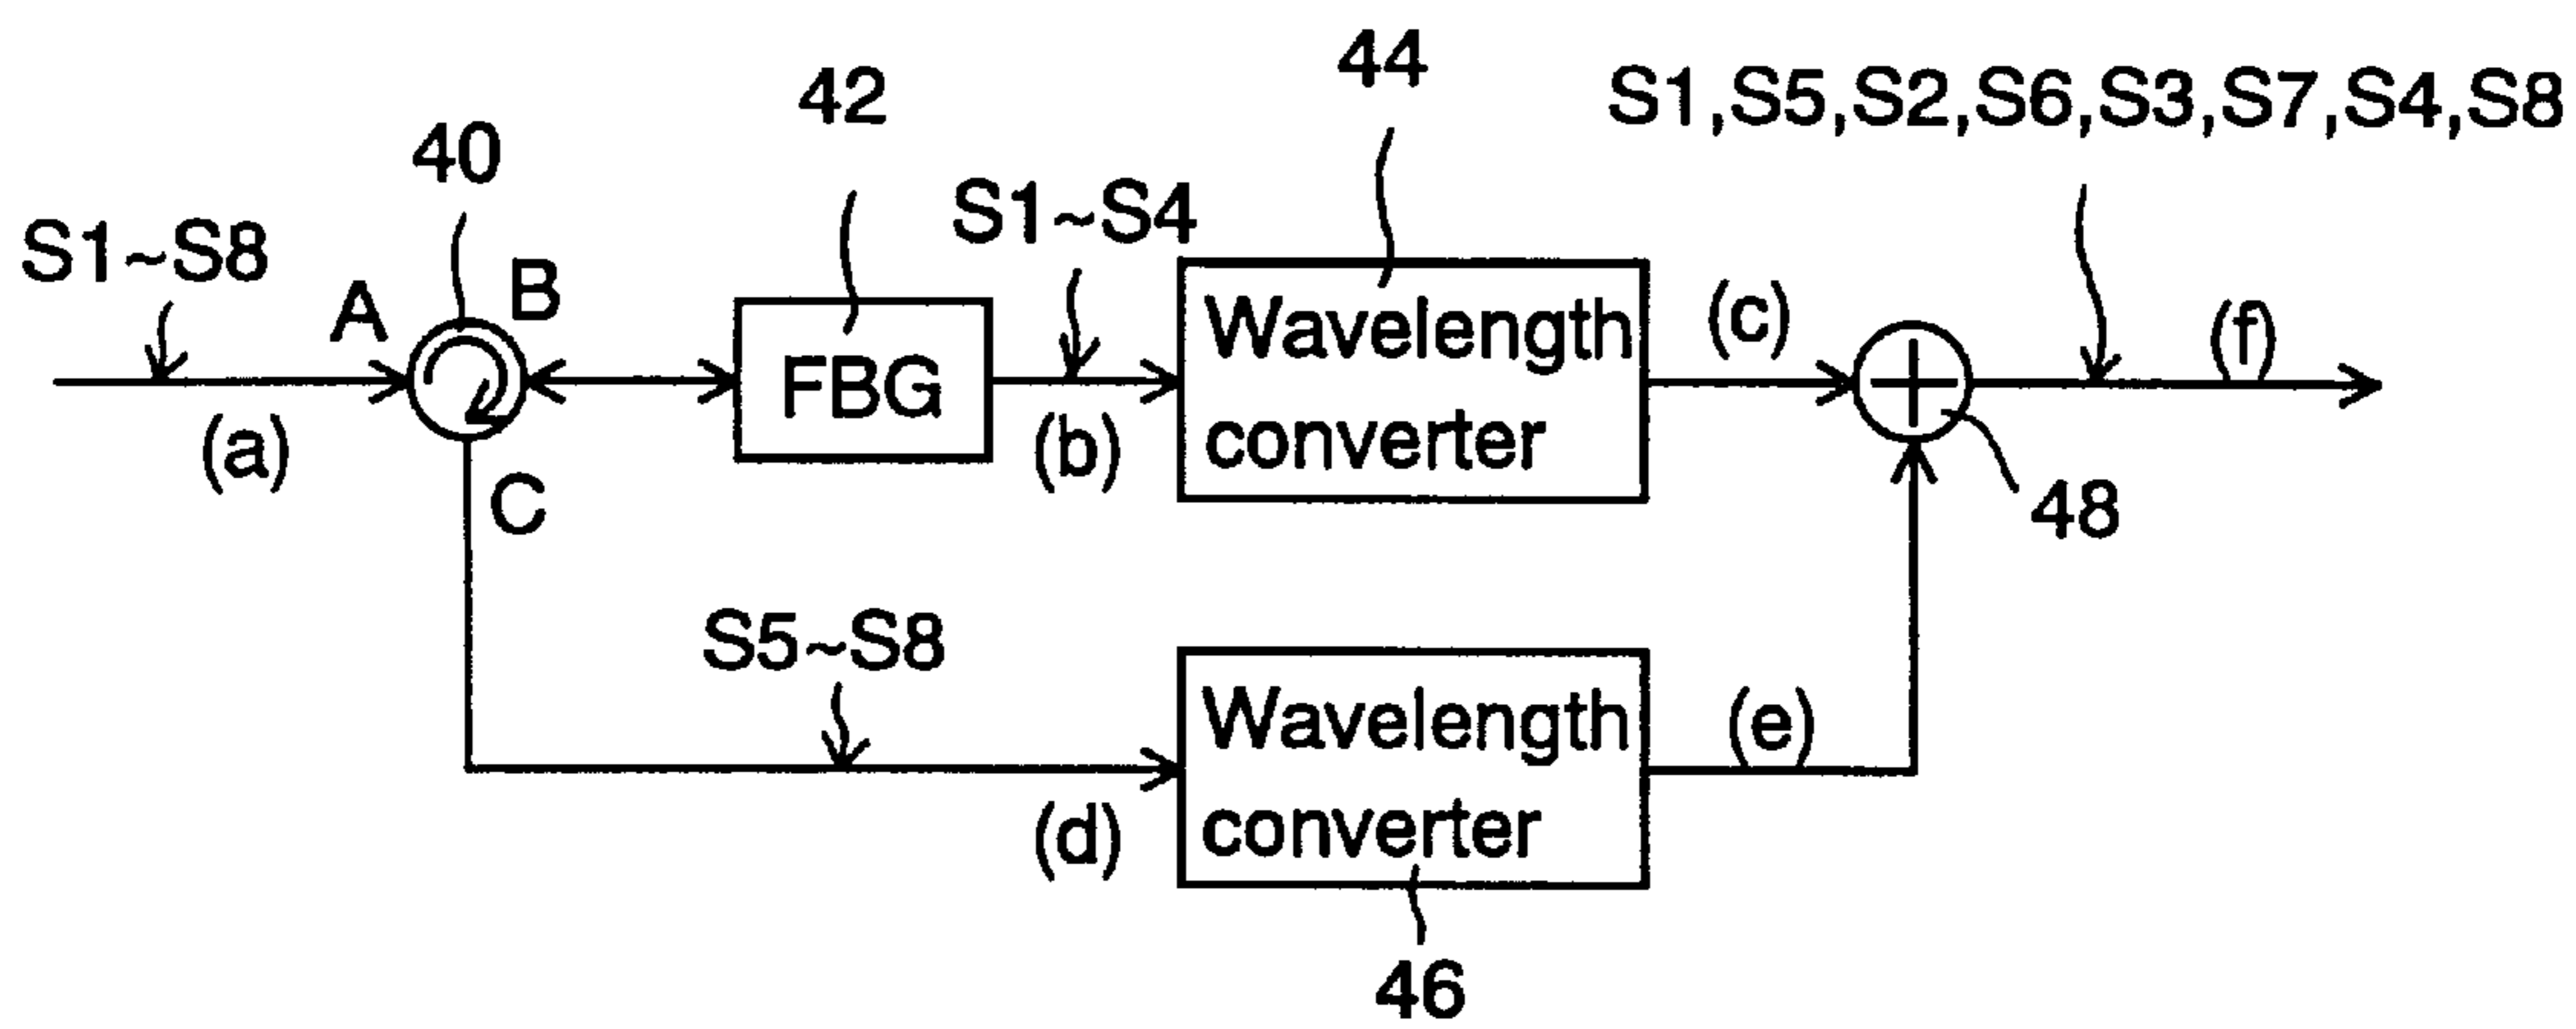 44
S1,S5,S2,S6,S3,S7,S4,S8
42
40
S1~S4
S1~S8
A
B
(c)
(f)
Wavelength
converter
FBG
(a)
(b)
C
48
S5~S8
Wavelength
converter
(e)
(d)
46